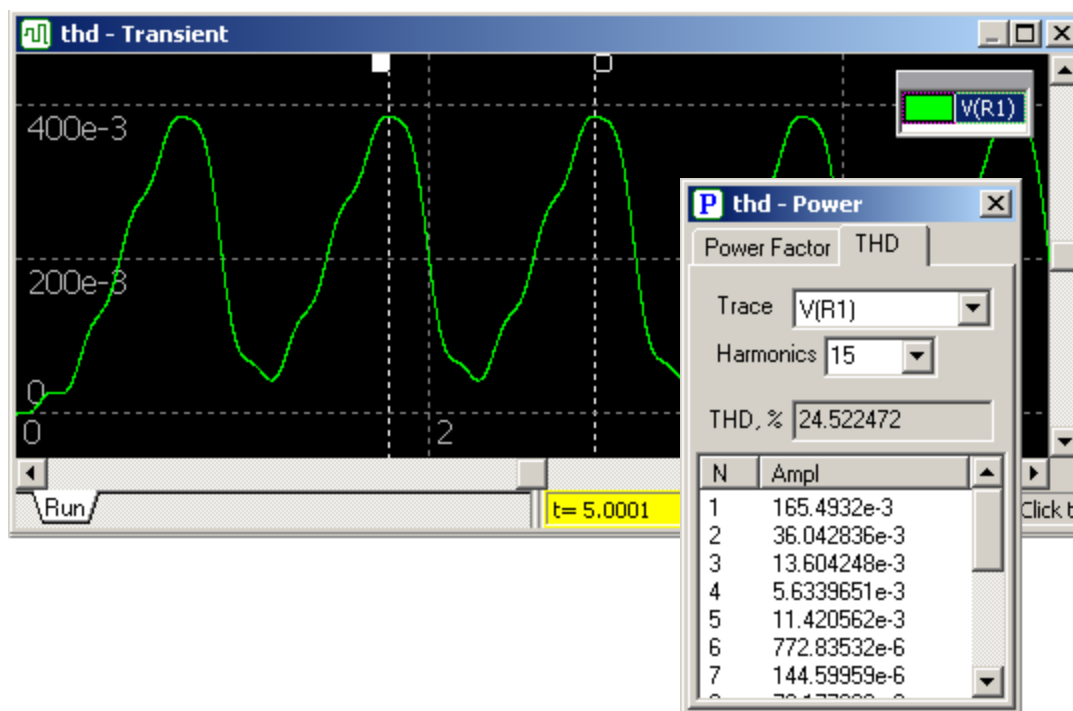 thd - Transient
400e-3
V(R1)
200e-3
0
0
2
Run
t= 5.0001
Click t
thd - Power
Power Factor
THD
Trace
V(R1)
Harmonics
15
THD, %
24.522472
N Ampl
1 165.4932e-3
2 36.042836e-3
3 13.604248e-3
4 5.6339651e-3
5 11.420562e-3
6 772.83532e-6
7 144.59959e-6